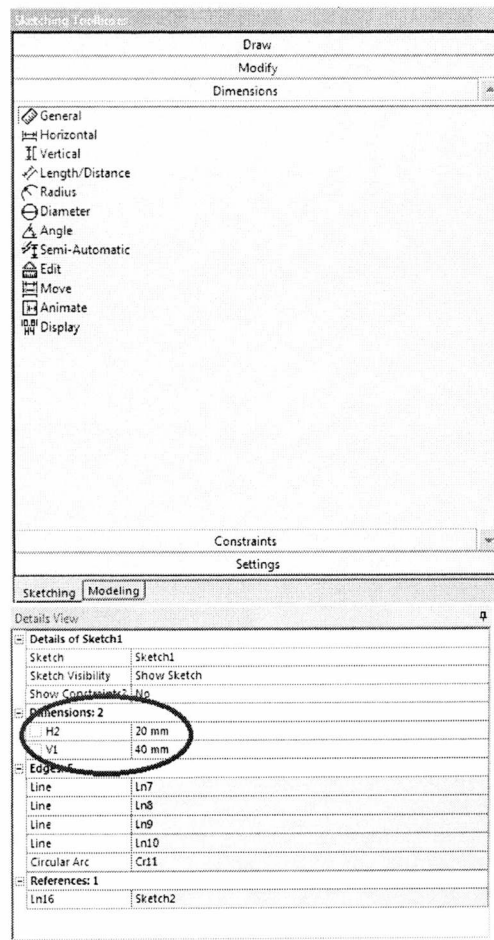 Sketching Toolboxes
Draw
Modify
Dimensions
General
Horizontal
Vertical
Length/Distance
Radius
Diameter
Angle
Semi-Automatic
Edit
Move
Animate
Display
Constraints
Settings
Sketching Modeling
Details View
Details of Sketch1
Sketch Sketch1
Sketch Visibility Show Sketch
Show Constraints? No
Dimensions: 2
H2 20 mm
V1 40 mm
Edges: 5
Line Ln7
Line Ln8
Line Ln9
Line Ln10
Circular Arc Cr11
References: 1
Ln16 Sketch2